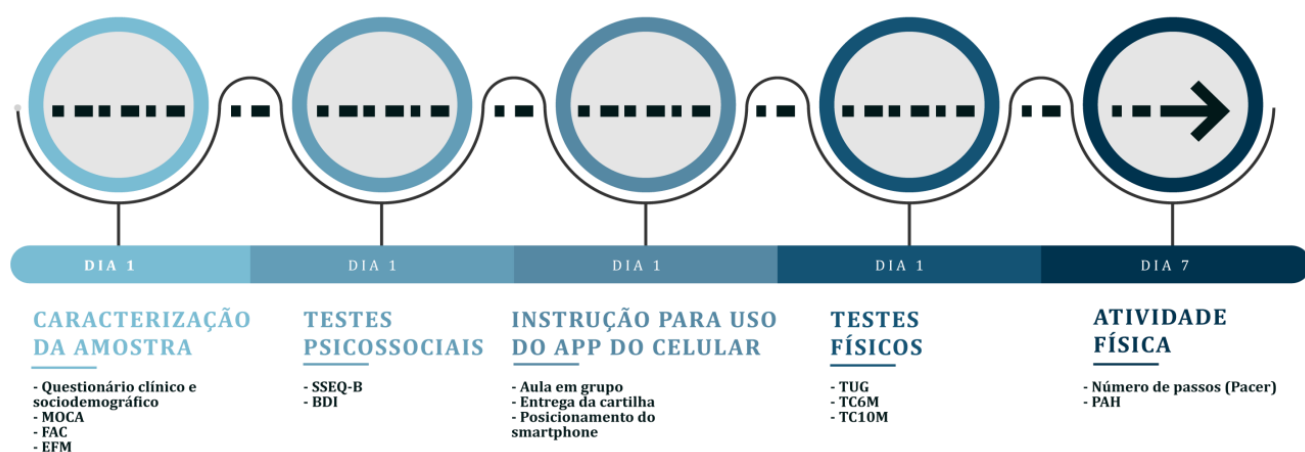 DIA 1
CARACTERIZAÇÃO
DA AMOSTRA
- Questionário clínico e
sociodemográfico
- MOCA
- FAC
- EFM
DIA 1
TESTES
PSICOSSOCIAIS
- SSEQ-B
- BDI
DIA 1
INSTRUÇÃO PARA USO
DO APP DO CELULAR
- Aula em grupo
- Entrega da cartilha
- Posicionamento do
smartphone
DIA 1
TESTES
FÍSICOS
- TUG
- TC6M
- TC10M
DIA 7
ATIVIDADE
FÍSICA
- Número de passos (Pacer)
- PAH